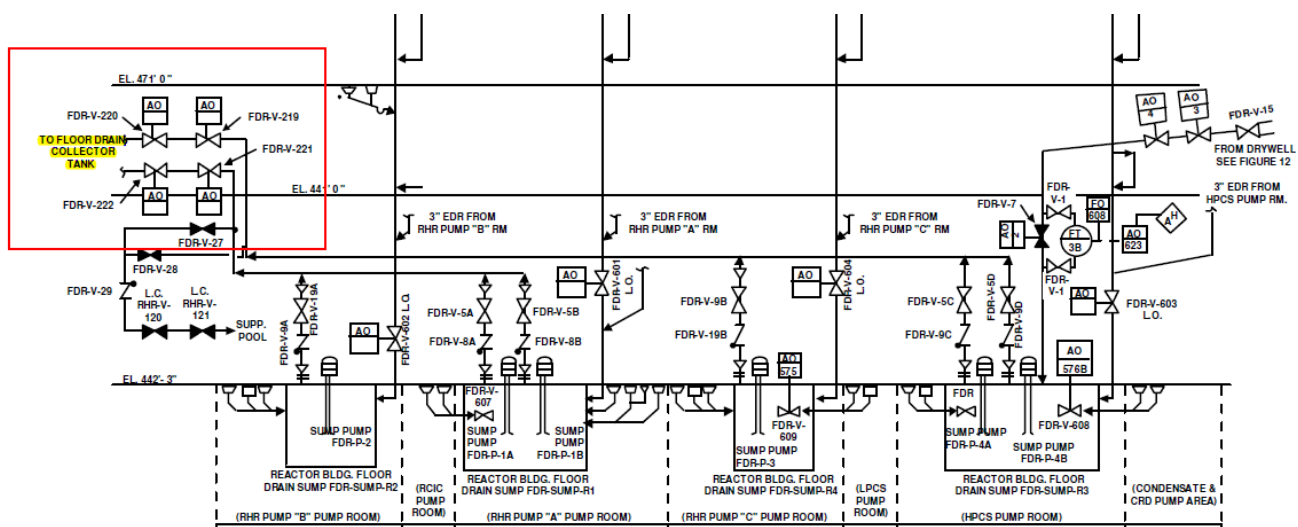 EL. 471' 0"
FDR-V-220
AO
AO
FDR-V-219
TO FLOOR DRAIN
COLLECTOR
TANK
FDR-V-221
FDR-V-222
AO
AO
EL. 441' 0"
AO
4
AO
3
FDR-V-15
FROM DRYWELL
SEE FIGURE 12
FDR-V-27
FDR-V-28
FDR-V-29
L.C.
RHR-V-
120
L.C.
RHR-V-
121
SUPP.
POOL
3" EDR FROM
RHR PUMP "B" RM
3" EDR FROM
RHR PUMP "A" RM
3" EDR FROM
RHR PUMP "C" RM
FDR-V-7
FDR-
V-1
AO
2
FT
3B
FDR-
V-1
FO
608
AO
623
A H
3" EDR FROM
HPCS PUMP RM.
FDR-V-9A
FDR-V-19A
AO
FDR-V-602 L.O.
FDR-V-5A
FDR-V-8A
FDR-V-5B
FDR-V-8B
AO
FDR-V-601
L.O.
FDR-V-9B
FDR-V-19B
AO
575
AO
FDR-V-604
L.O.
FDR-V-5C
FDR-V-9C
FDR-V-5D
FDR-V-9D
AO
FDR-V-603
L.O.
AO
576B
EL. 442'- 3"
SUMP PUMP
FDR-P-2
FDR-V-
607
SUMP
PUMP
FDR-P-1A
SUMP
PUMP
FDR-P-1B
FDR-V-
609
SUMP PUMP
FDR-P-3
FDR
SUMP PUMP
FDR-P-4A
FDR-V-608
SUMP PUMP
FDR-P-4B
REACTOR BLDG. FLOOR
DRAIN SUMP FDR-SUMP-R2
(RCIC
PUMP
ROOM)
REACTOR BLDG. FLOOR
DRAIN SUMP FDR-SUMP-R1
REACTOR BLDG. FLOOR
DRAIN SUMP FDR-SUMP-R4
(LPCS
PUMP
ROOM)
REACTOR BLDG. FLOOR
DRAIN SUMP FDR-SUMP-R3
(CONDENSATE &
CRD PUMP AREA)
(RHR PUMP "B" PUMP ROOM)
(RHR PUMP "A" PUMP ROOM)
(RHR PUMP "C" PUMP ROOM)
(HPCS PUMP ROOM)